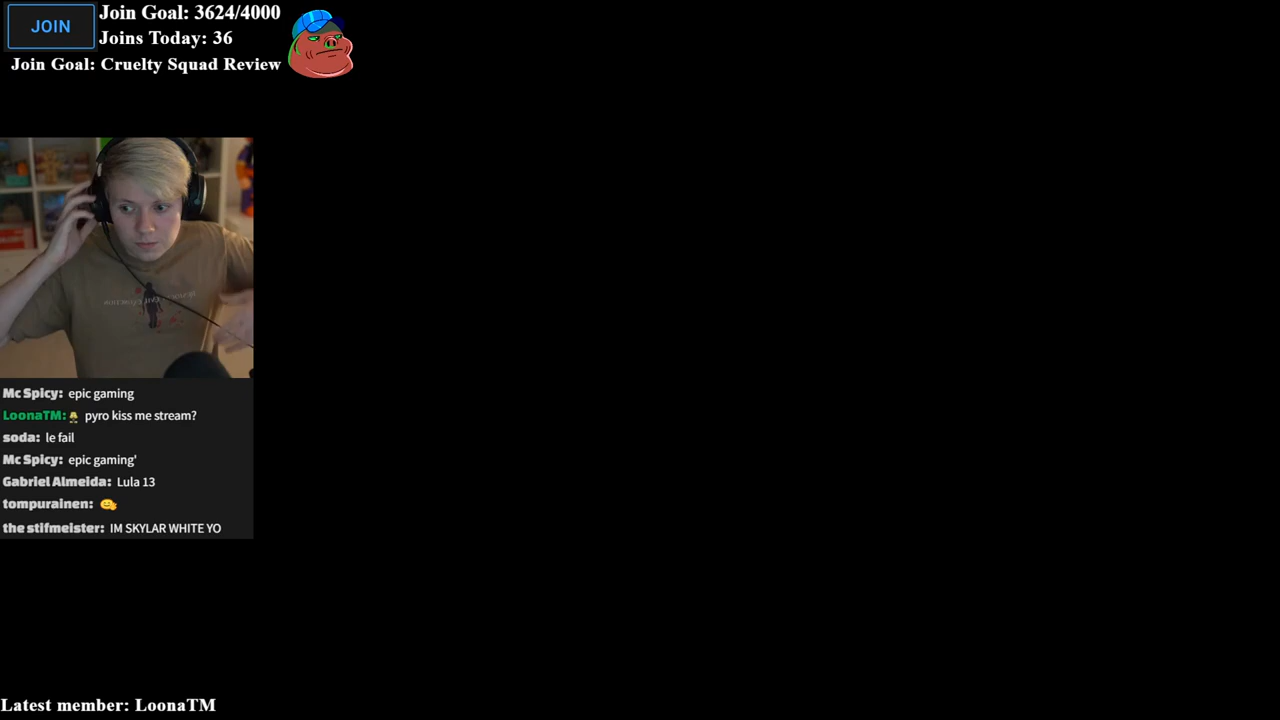 JOIN
Join Goal: 3624/4000
Joins Today: 36
Join Goal: Cruelty Squad Review
Mc Spicy: epic gaming
LoonaTM: pyro kiss me stream?
soda: le fail
Mc Spicy: epic gaming'
Gabriel Almeida: Lula 13
tompurainen:
the stifmeister: IM SKYLAR WHITE YO
Latest member: LoonaTM